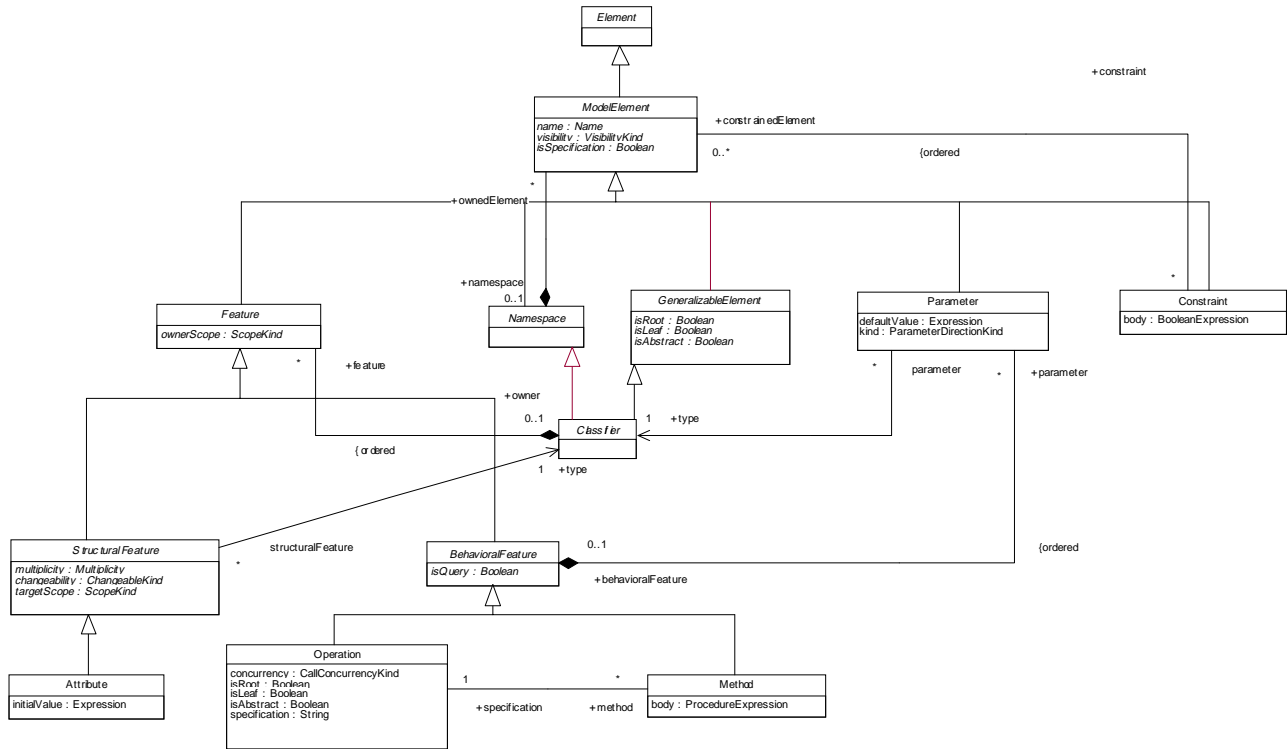 Element
+constraint
ModelElement
name : Name
visibility : VisibilityKind
isSpecification : Boolean
+constrainedElement
0..*
{ordered
*
+ownedElement
+namespace
0..1
Feature
ownerScope : ScopeKind
Namespace
GeneralizableElement
isRoot : Boolean
isLeaf : Boolean
isAbstract : Boolean
Parameter
defaultValue : Expression
kind : ParameterDirectionKind
*
Constraint
body : BooleanExpression
*
+feature
*
parameter
*
+parameter
+owner
0..1
Classifier
1
+type
{ordered
1
+type
StructuralFeature
multiplicity : Multiplicity
changeability : ChangeableKind
targetScope : ScopeKind
structuralFeature
*
BehavioralFeature
isQuery : Boolean
0..1
+behavioralFeature
{ordered
Attribute
initialValue : Expression
Operation
concurrency : CallConcurrencyKind
isRoot : Boolean
isLeaf : Boolean
isAbstract : Boolean
specification : String
1
+specification
*
+method
Method
body : ProcedureExpression